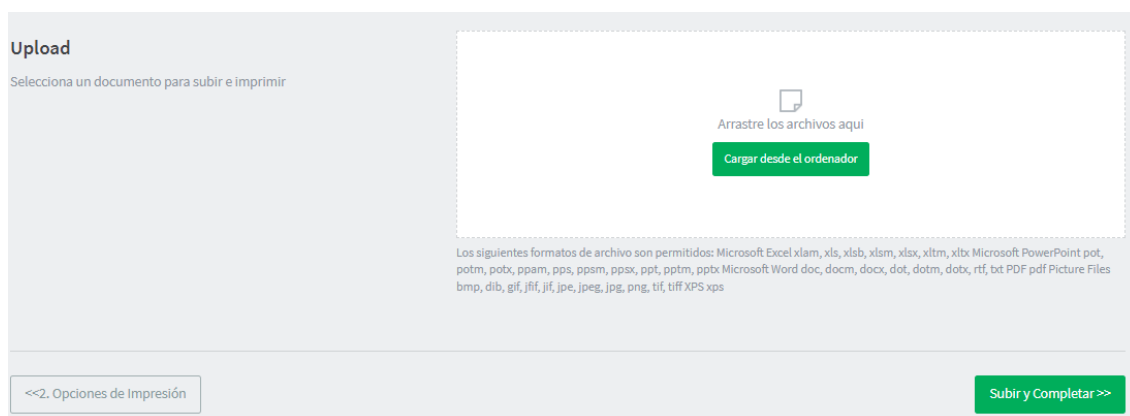 Upload
Selecciona un documento para subir e imprimir
Arrastre los archivos aqui
Cargar desde el ordenador
Los siguientes formatos de archivo son permitidos: Microsoft Excel xlam, xls, xlsb, xlsm, xlsx, xltm, xltx Microsoft PowerPoint pot,
potm, potx, ppam, pps, ppsm, ppsx, ppt, pptm, pptx Microsoft Word doc, docm, docx, dot, dotm, dotx, rtf, txt PDF pdf Picture Files
bmp, dib, gif, jfif, jif, jpe, jpeg, jpg, png, tif, tiff XPS xps
<<2. Opciones de Impresión
Subir y Completar >>